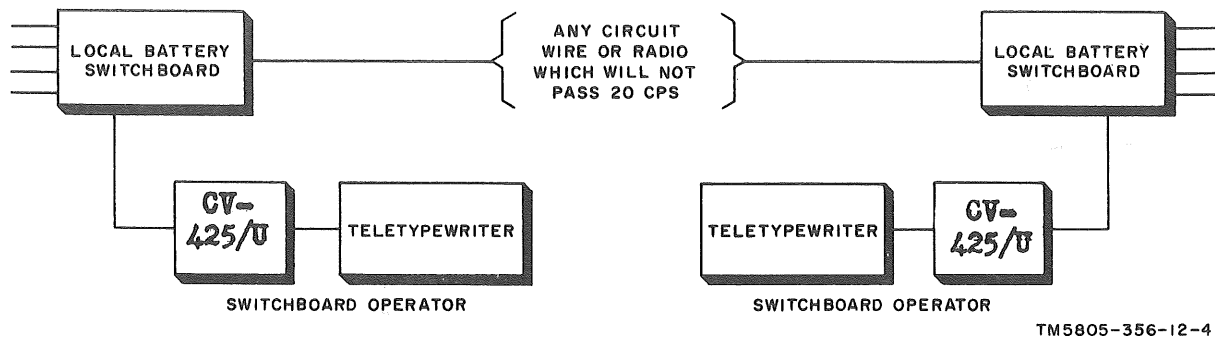 LOCAL BATTERY
SWITCHBOARD
ANY CIRCUIT
WIRE OR RADIO
WHICH WILL NOT
PASS 20 CPS
LOCAL BATTERY
SWITCHBOARD
CV-
425/U
TELETYPEWRITER
SWITCHBOARD OPERATOR
TELETYPEWRITER
CV-
425/U
SWITCHBOARD OPERATOR
TM5805-356-12-4